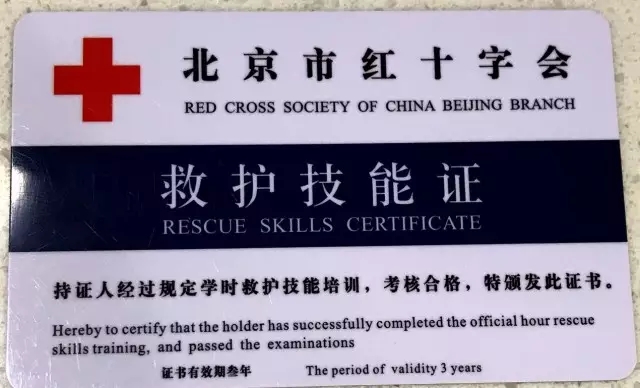 北京市红十字会
RED CROSS SOCIETY OF CHINA BEIJING BRANCH
救护技能证
RESCUE SKILLS CERTIFICATE
持证人经过规定学时救护技能培训，考核合格，特颁发此证书。
Hereby to certify that the holder has successfully completed the official hour rescue
skills training, and passed the examinations
证书有效期叁年 The period of validity 3 years